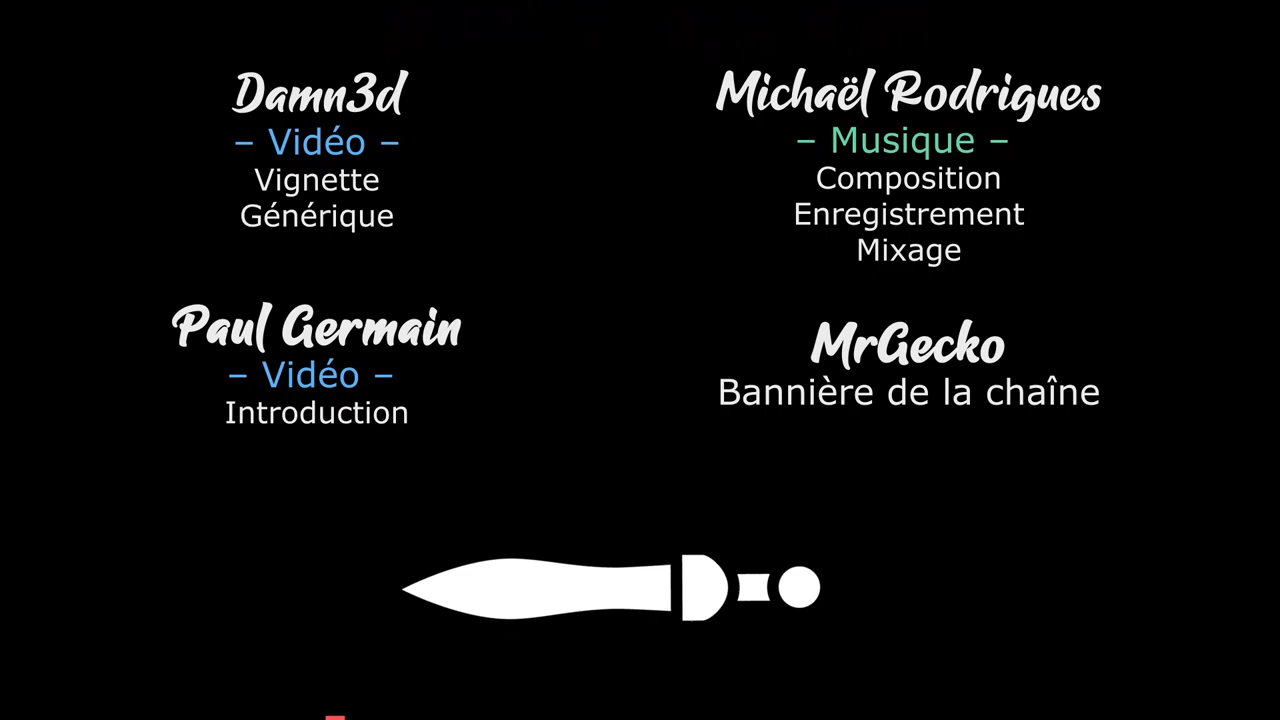 Damn3d
– Vidéo –
Vignette
Générique
Michaël Rodrigues
– Musique –
Composition
Enregistrement
Mixage
Paul Germain
– Vidéo –
Introduction
MrGecko
Bannière de la chaîne